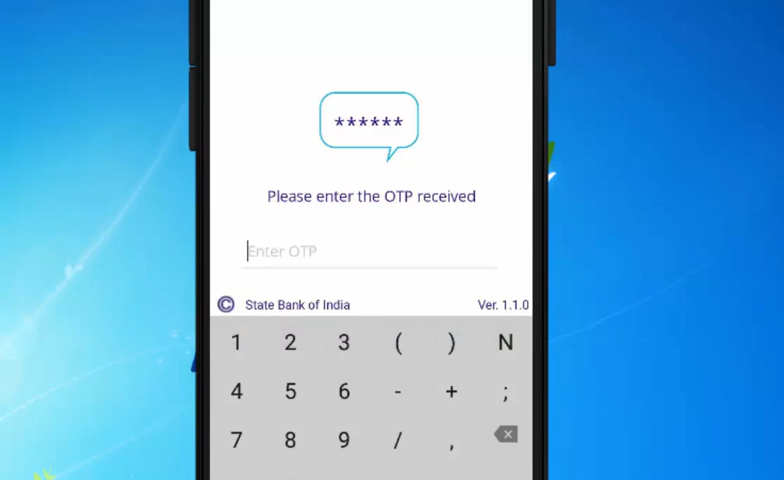 ******
Please enter the OTP received
Enter OTP
© State Bank of India Ver. 1.1.0
1 2 3 ( ) N
4 5 6 - + ;
7 8 9 / ,